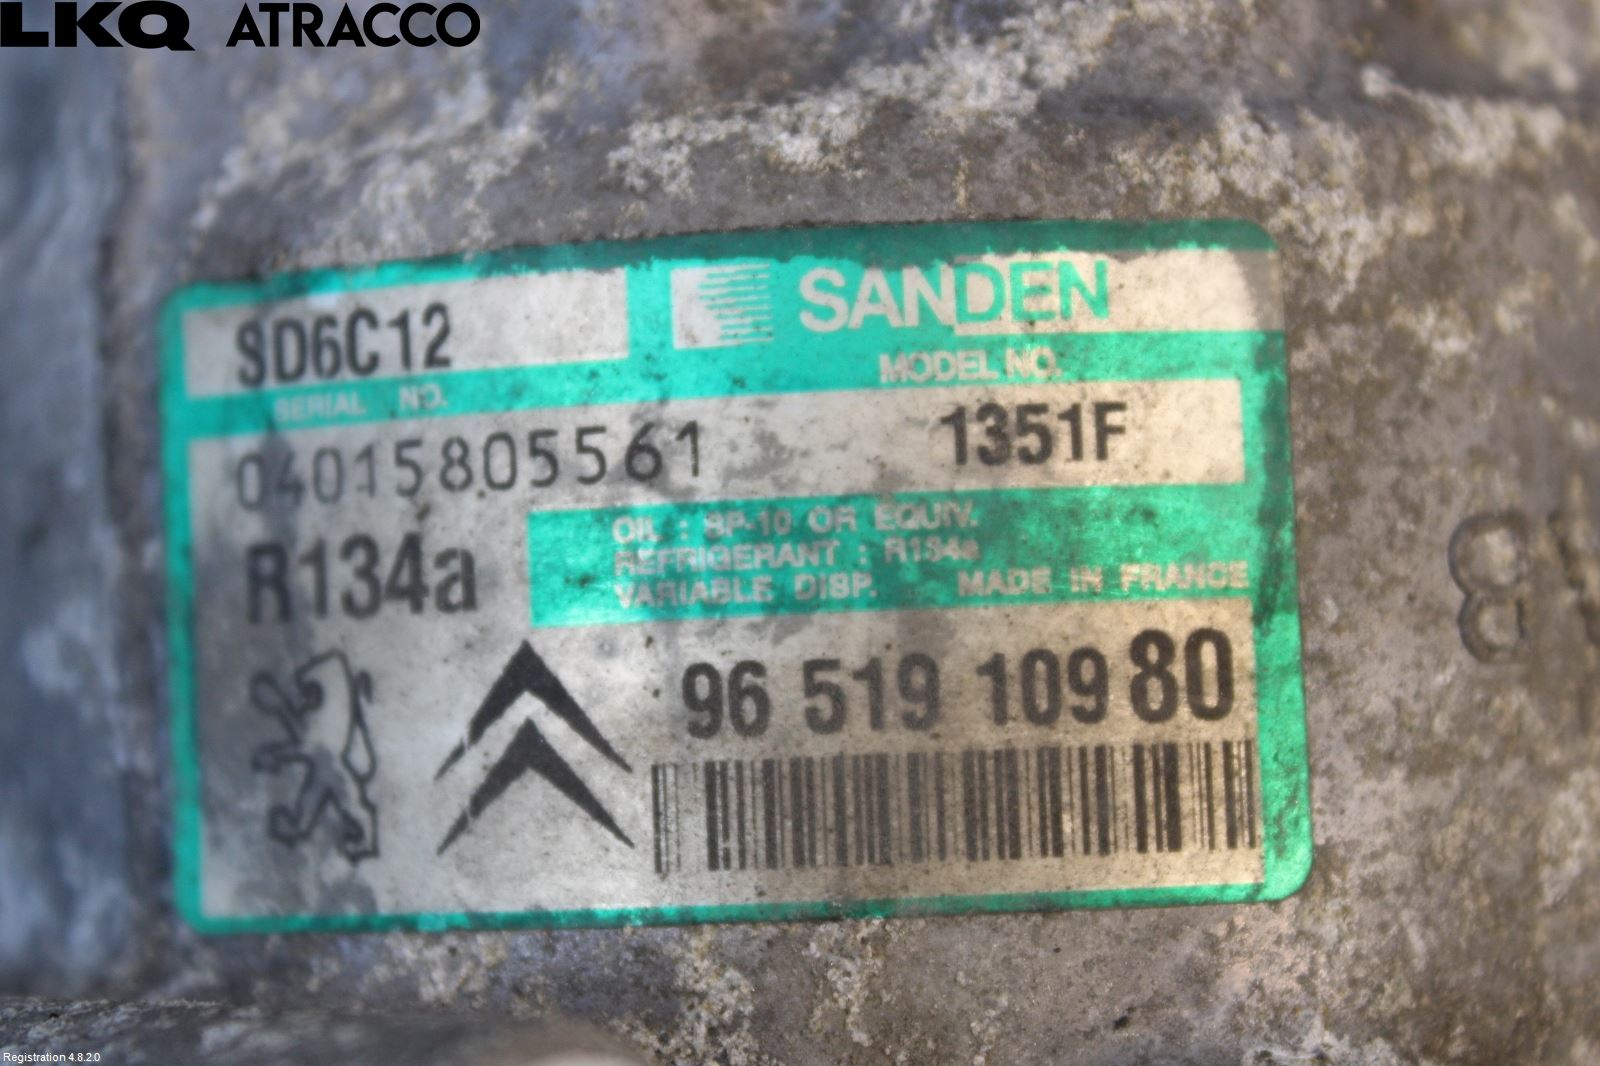 LKQ ATRACCO
SD6C12
SANDEN
SERIAL NO.
MODEL NO.
04015805561
1351F
R134a
OIL : SP-10 OR EQUIV.
REFRIGERANT : R134a
VARIABLE DISP. MADE IN FRANCE
96 519 109 80
8
Registration 4.8.2.0